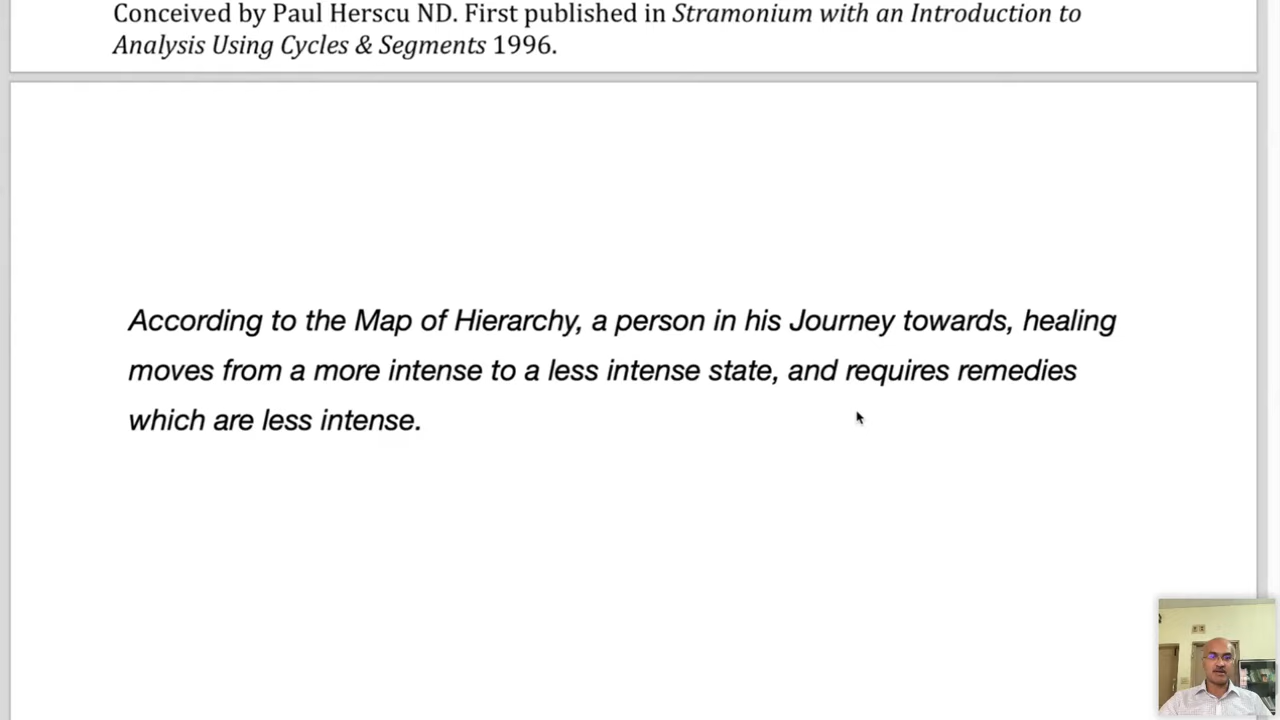 Conceived by Paul Herscu ND. First published in Stramonium with an Introduction to
Analysis Using Cycles & Segments 1996.
According to the Map of Hierarchy, a person in his Journey towards, healing
moves from a more intense to a less intense state, and requires remedies
which are less intense.